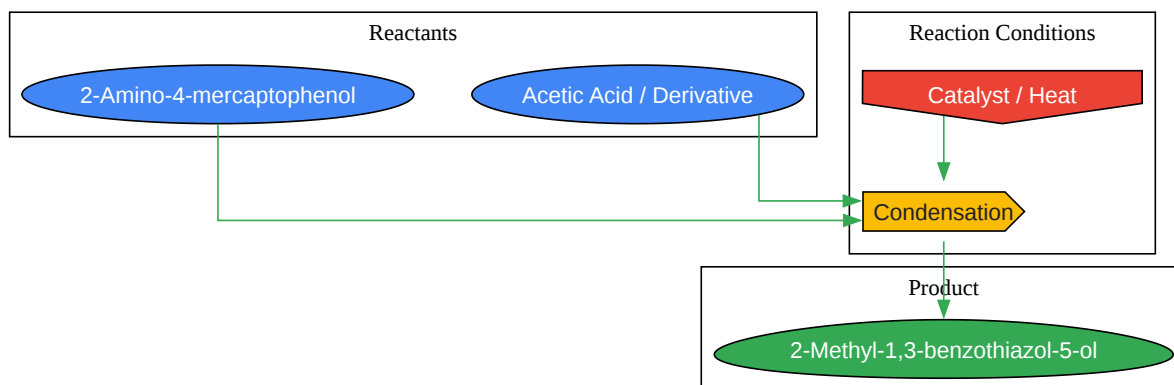 Reactants
Reaction Conditions
2-Amino-4-mercaptophenol
Acetic Acid / Derivative
Catalyst / Heat
Condensation
Product
2-Methyl-1,3-benzothiazol-5-ol